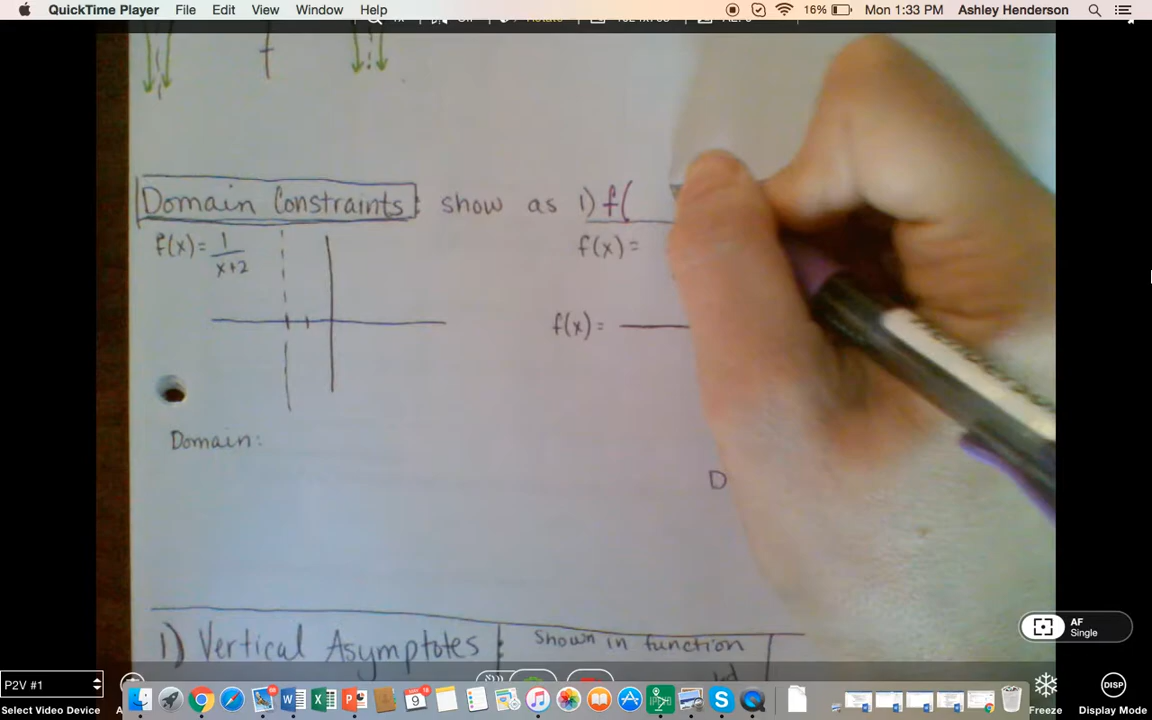 QuickTime Player File Edit View Window Help 16% Mon 1:33 PM Ashley Henderson
Domain Constraints: show as 1) f(
f(x)= 1/x+2
f(x)=
f(x)=
Domain:
D
1) Vertical Asymptotes : Shown in function
AF
Single
P2V #1
Select Video Device
Freeze
DISP
Display Mode